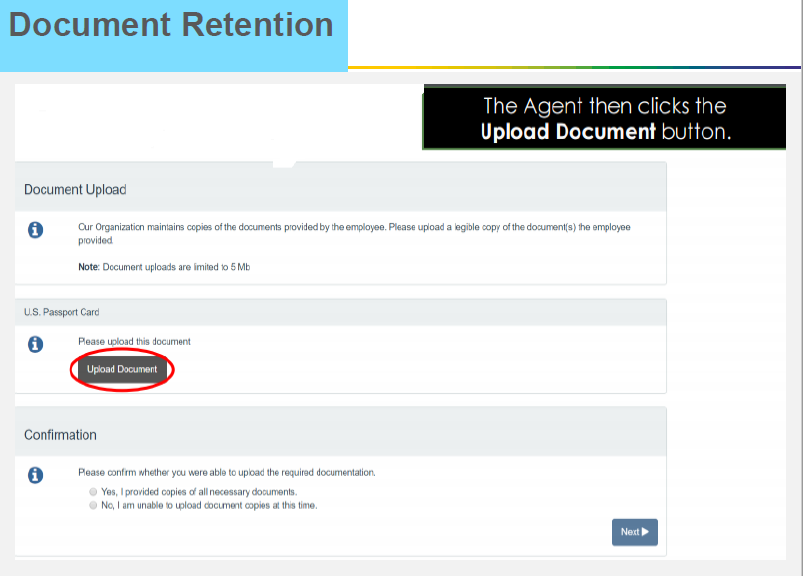 Document Retention
The Agent then clicks the
Upload Document button.
Document Upload
Our Organization maintains copies of the documents provided by the employee. Please upload a legible copy of the document(s) the employee
provided.
Note: Document uploads are limited to 5 Mb
U.S. Passport Card
Please upload this document
Upload Document
Confirmation
Please confirm whether you were able to upload the required documentation.
Yes, I provided copies of all necessary documents.
No, I am unable to upload document copies at this time.
Next